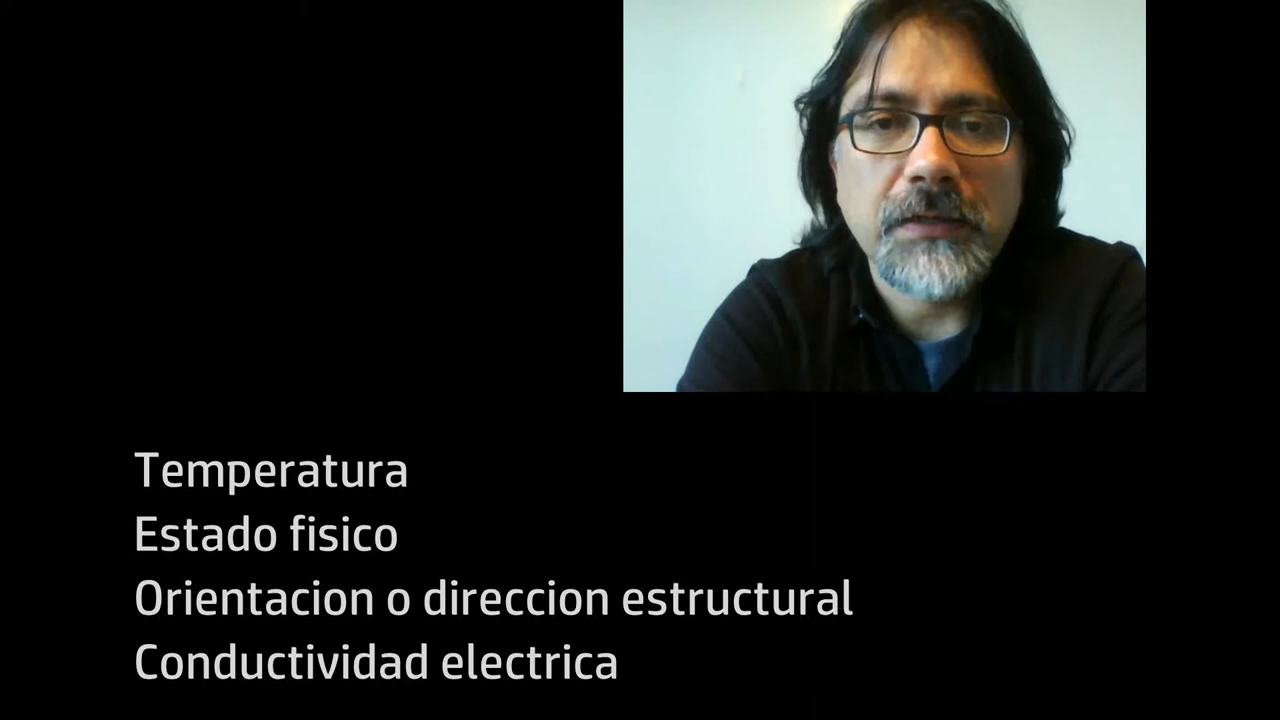 Temperatura
Estado fisico
Orientacion o direccion estructural
Conductividad electrica